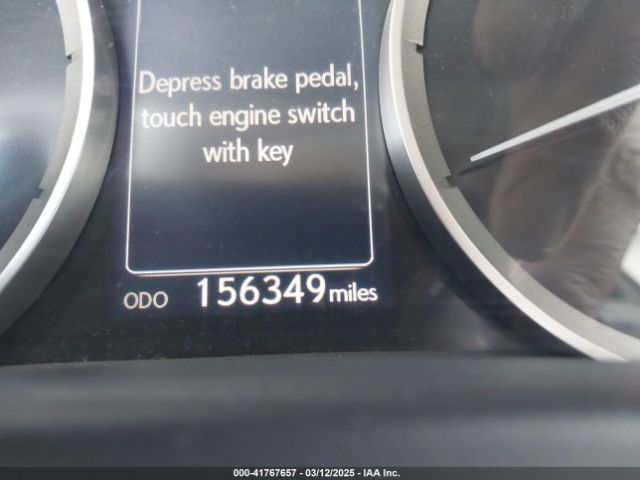 Depress brake pedal,
touch engine switch
with key
ODO 156349 miles
000-41767657 - 03/12/2025 - IAA Inc.